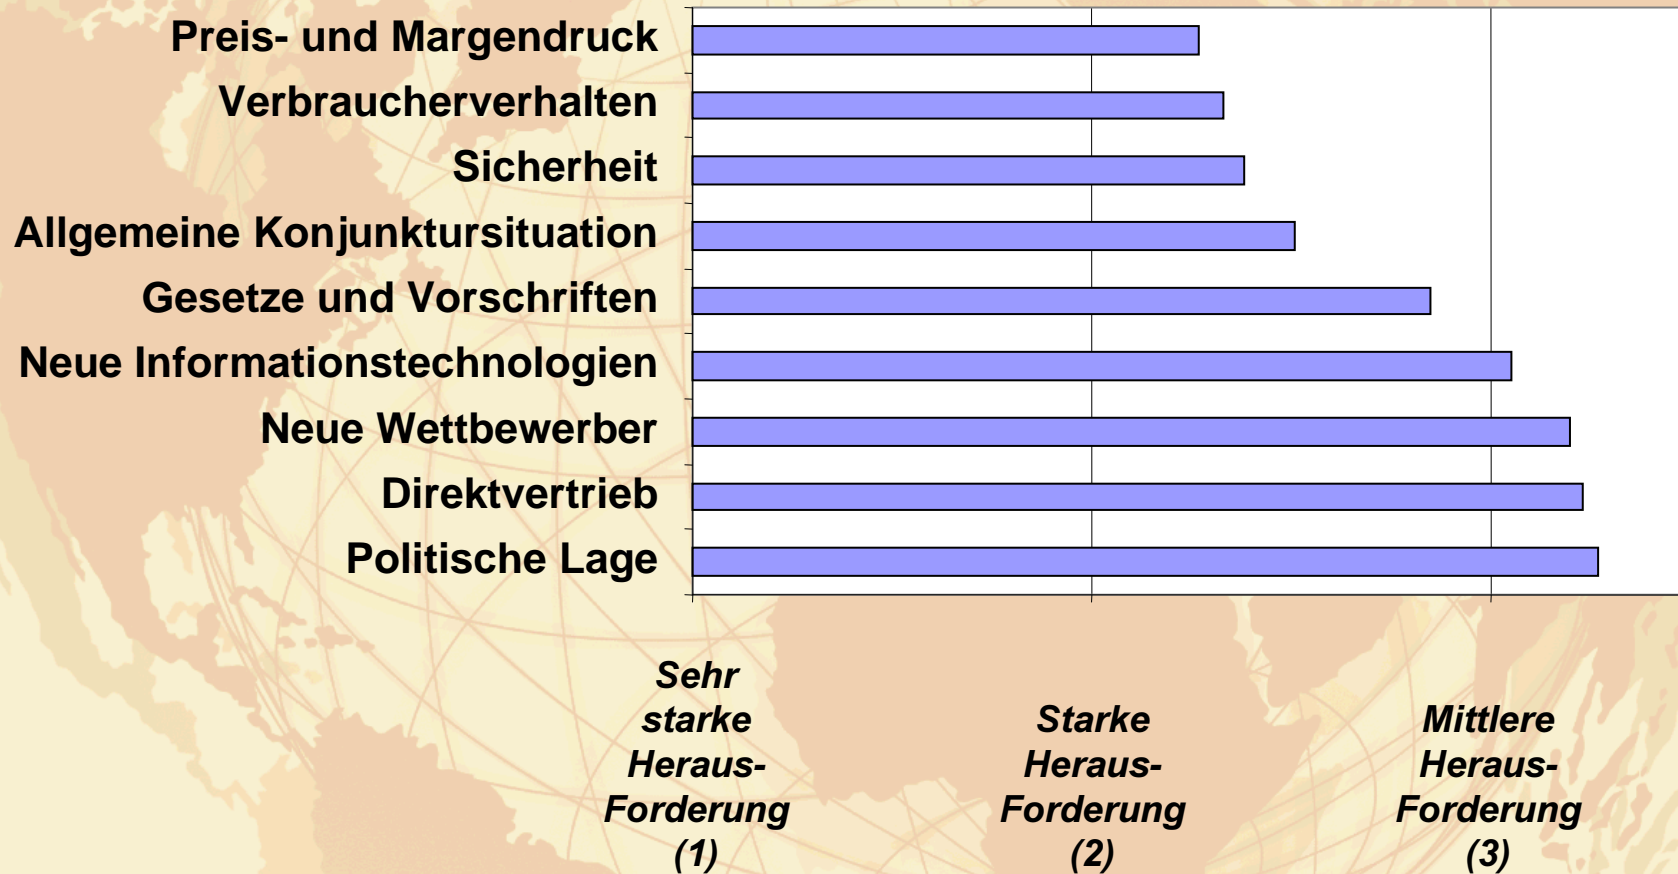 Preis- und Margendruck
Verbraucherverhalten
Sicherheit
Allgemeine Konjunktursituation
Gesetze und Vorschriften
Neue Informationstechnologien
Neue Wettbewerber
Direktvertrieb
Politische Lage
Sehr
starke
Heraus-
Forderung
(1)
Starke
Heraus-
Forderung
(2)
Mittlere
Heraus-
Forderung
(3)